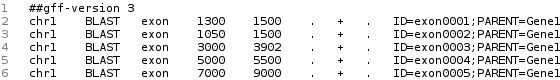 1 ##gff-version 3
2 chr1 BLAST exon 1300 1500 . + . ID=exon0001;PARENT=Gene1
3 chr1 BLAST exon 1050 1500 . + . ID=exon0002;PARENT=Gene1
4 chr1 BLAST exon 3000 3902 . + . ID=exon0003;PARENT=Gene1
5 chr1 BLAST exon 5000 5500 . + . ID=exon0004;PARENT=Gene1
6 chr1 BLAST exon 7000 9000 . + . ID=exon0005;PARENT=Gene1